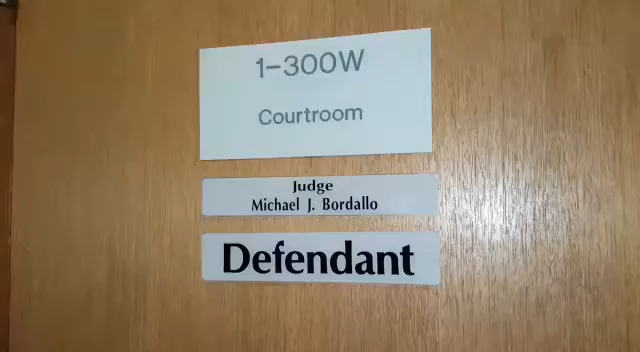 1-300W
Courtroom
Judge
Michael J. Bordallo
Defendant